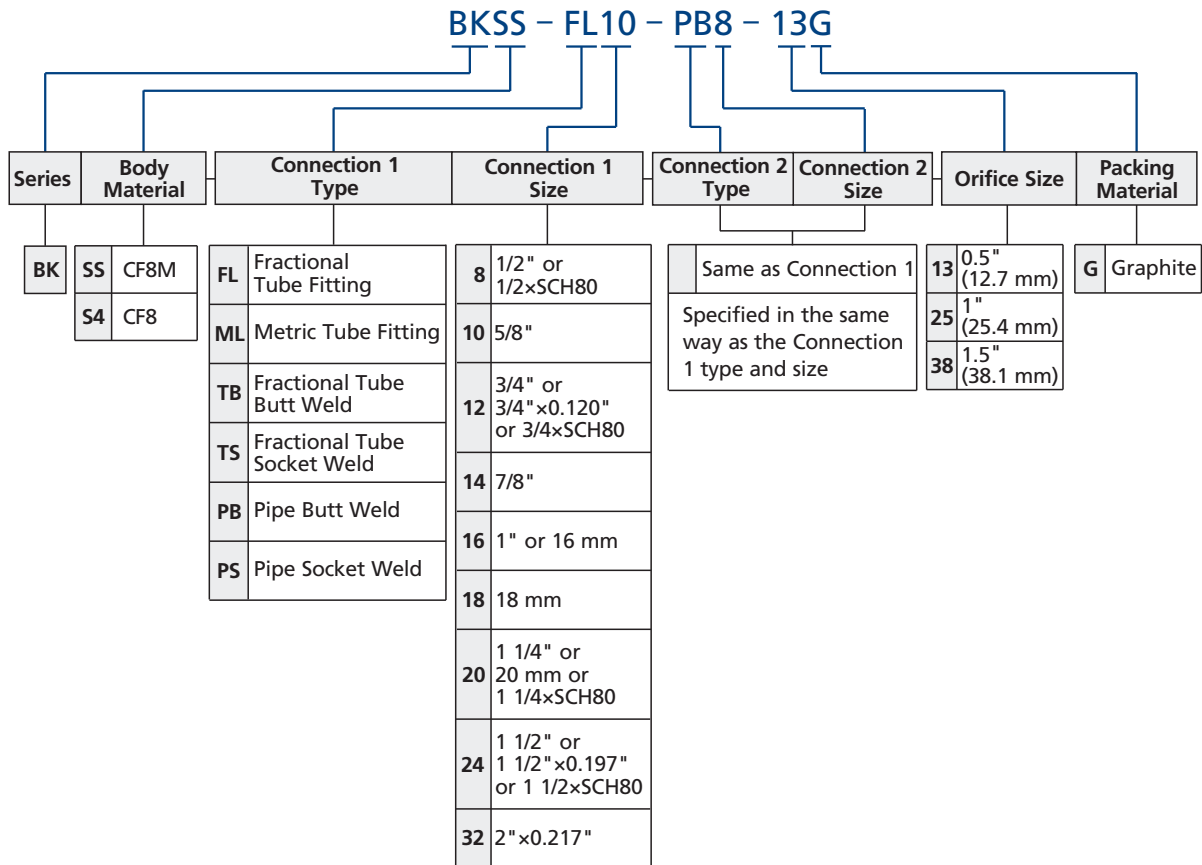 BKSS – FL10 – PB8 – 13G
Series
Body
Material
Connection 1
Type
Connection 1
Size
Connection 2
Type
Connection 2
Size
Orifice Size
Packing
Material
BK
SS CF8M
S4 CF8
FL Fractional
Tube Fitting
ML Metric Tube Fitting
TB Fractional Tube
Butt Weld
TS Fractional Tube
Socket Weld
PB Pipe Butt Weld
PS Pipe Socket Weld
8 1/2" or
1/2×SCH80
10 5/8"
12 3/4" or
3/4"×0.120"
or 3/4×SCH80
14 7/8"
16 1" or 16 mm
18 18 mm
20 1 1/4" or
20 mm or
1 1/4×SCH80
24 1 1/2" or
1 1/2"×0.197"
or 1 1/2×SCH80
32 2"×0.217"
Same as Connection 1
Specified in the same
way as the Connection
1 type and size
13 0.5"
(12.7 mm)
25 1"
(25.4 mm)
38 1.5"
(38.1 mm)
G Graphite